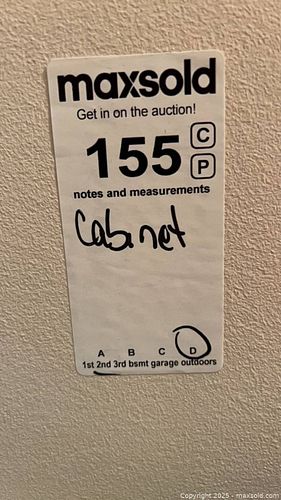 maxsold
Get in on the auction!
155 C
P
notes and measurements
Cabinet
A B C D
1st 2nd 3rd bsmt garage outdoors
Copyright 2025 - maxsold.com